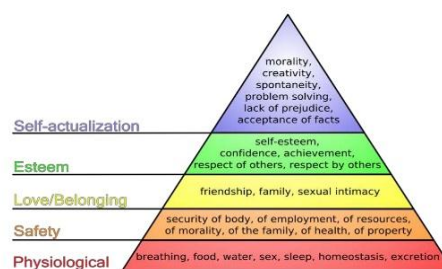 morality,
creativity,
spontaneity,
problem solving,
lack of prejudice,
acceptance of facts
Self-actualization
self-esteem,
confidence, achievement,
respect of others, respect by others
Esteem
friendship, family, sexual intimacy
Love/Belonging
security of body, of employment, of resources,
of morality, of the family, of health, of property
Safety
breathing, food, water, sex, sleep, homeostasis, excretion
Physiological